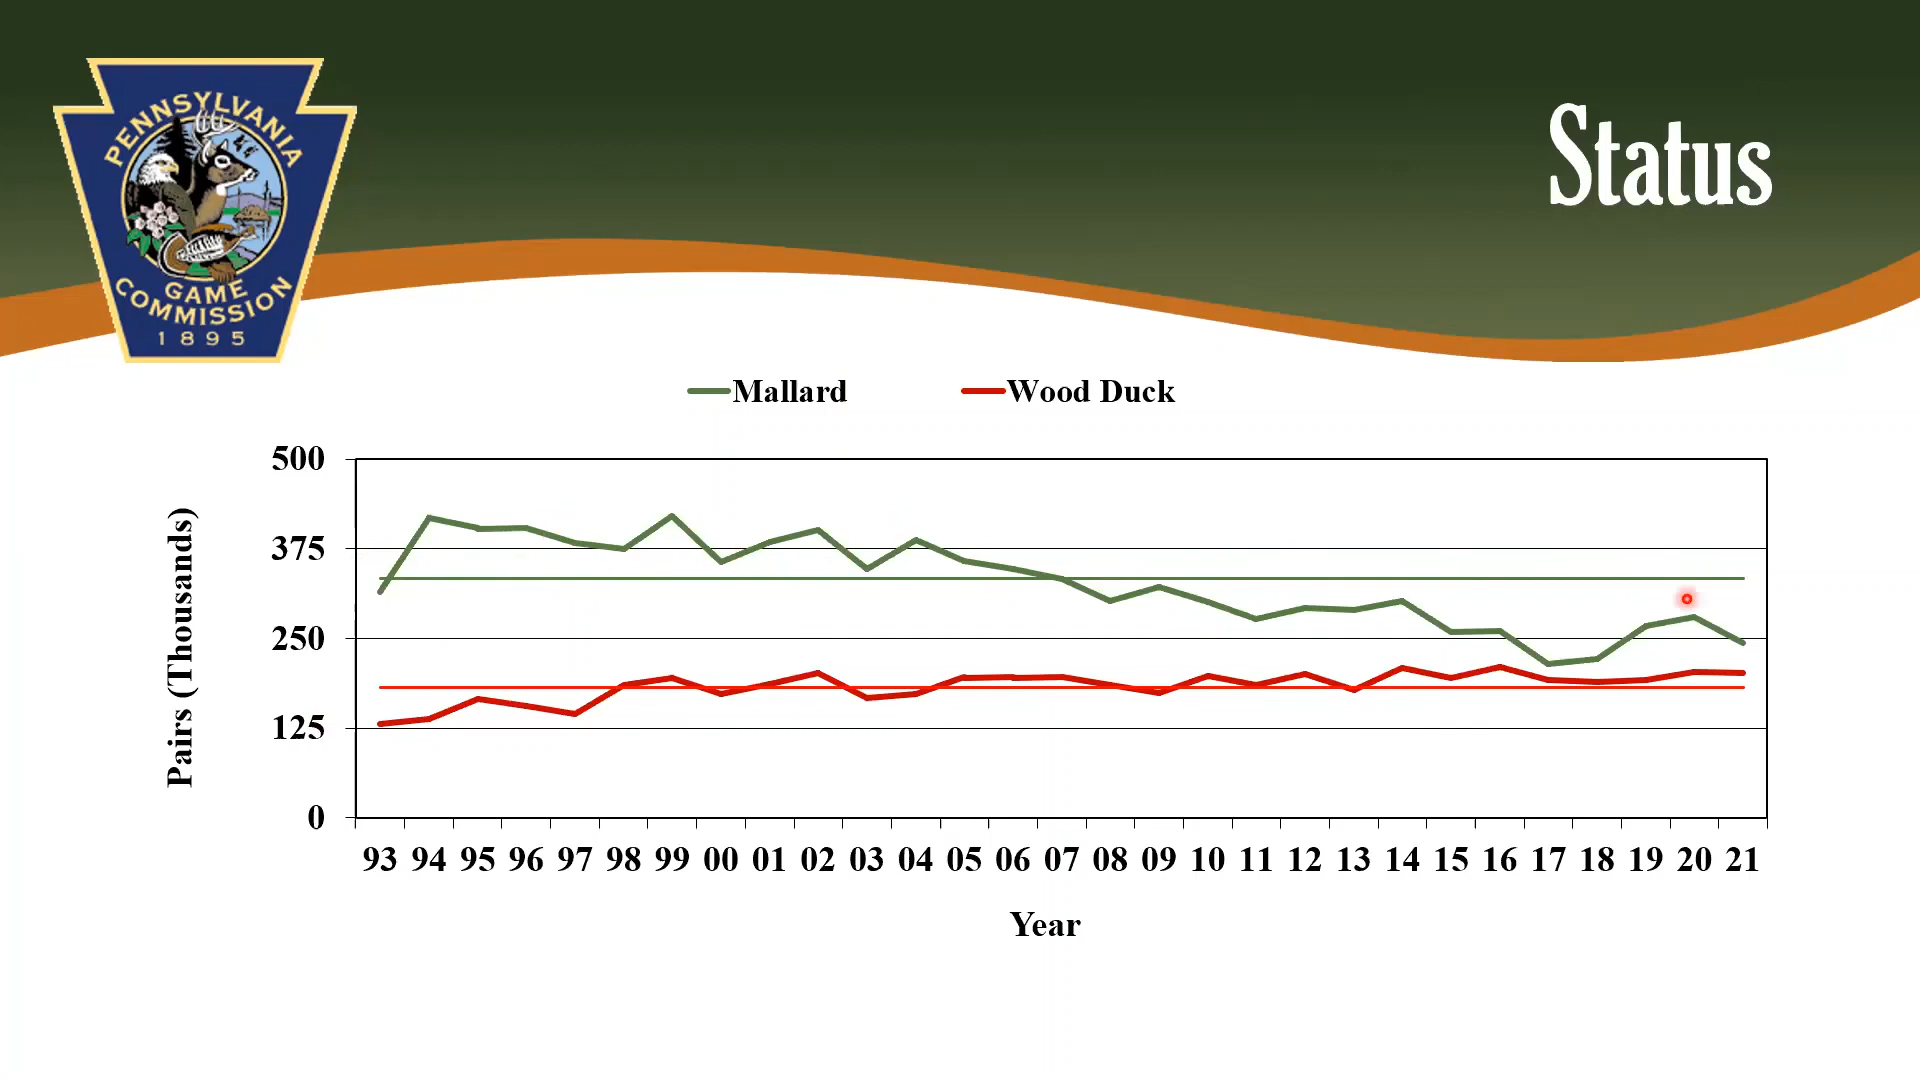 PENNSYLVANIA
GAME
COMMISSION
1895
Status
Mallard Wood Duck
500
375
250
125
0
Pairs (Thousands)
93 94 95 96 97 98 99 00 01 02 03 04 05 06 07 08 09 10 11 12 13 14 15 16 17 18 19 20 21
Year